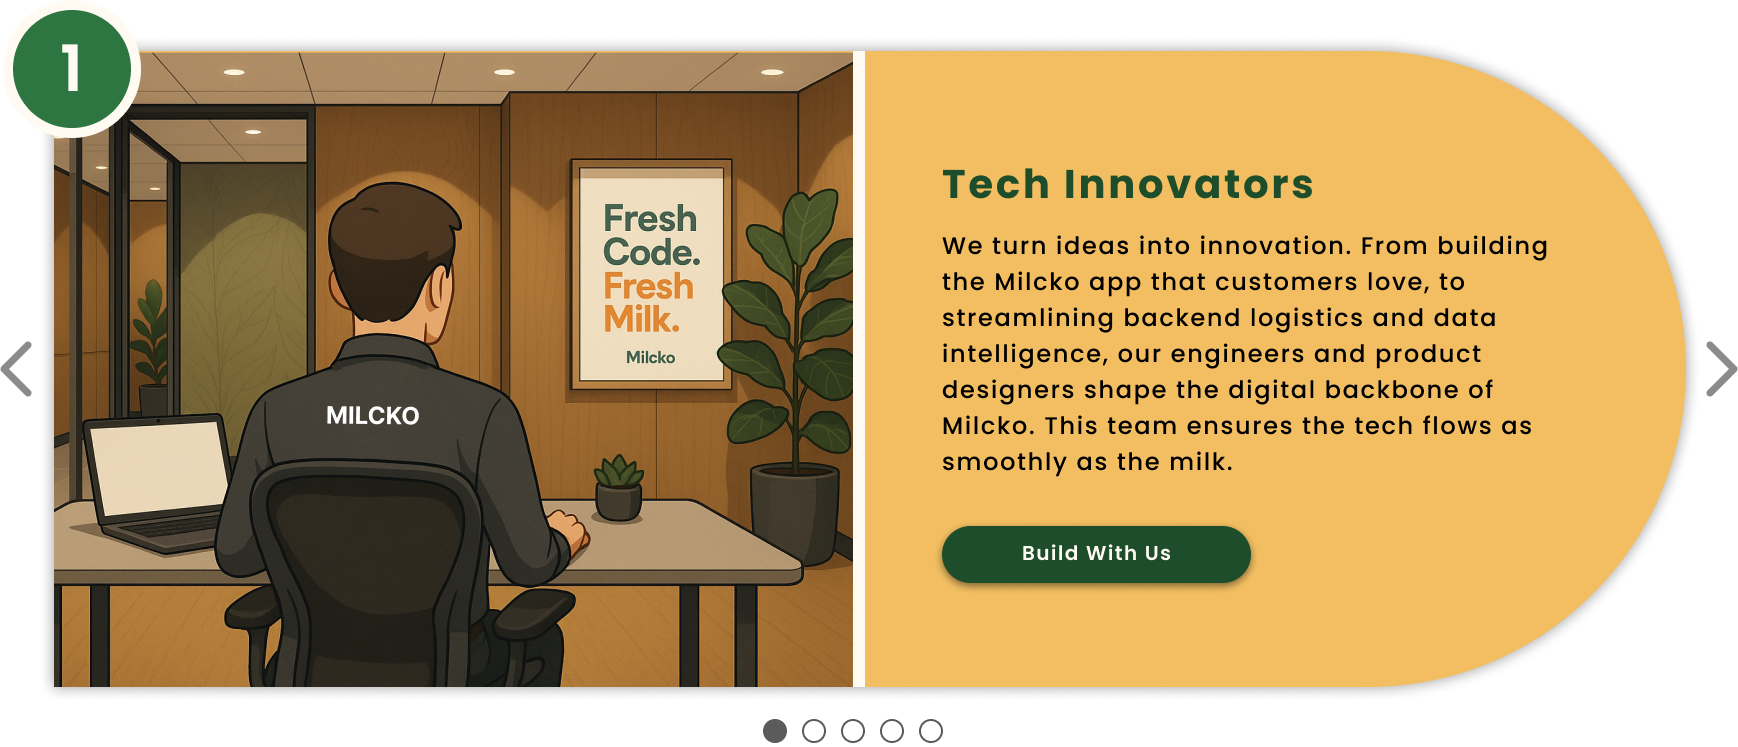 1
Fresh
Code.
Fresh
Milk.
Milcko
MILCKO
Tech Innovators
We turn ideas into innovation. From building
the Milcko app that customers love, to
streamlining backend logistics and data
intelligence, our engineers and product
designers shape the digital backbone of
Milcko. This team ensures the tech flows as
smoothly as the milk.
Build With Us